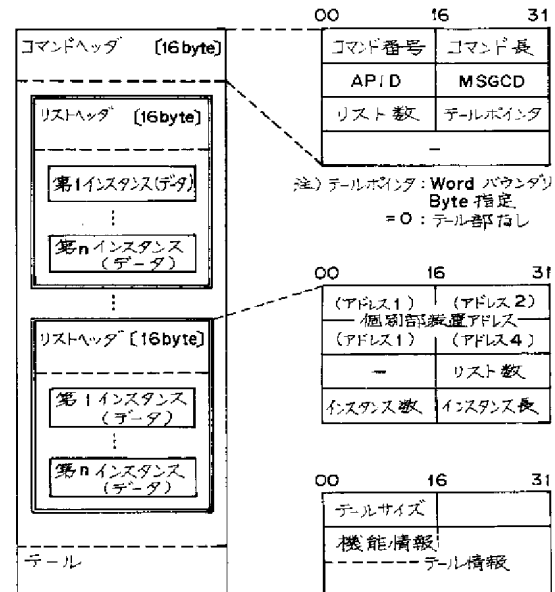 コマンドヘッダ [16byte]
リストヘッダ [16byte]
第1インスタンス(データ)
第nインスタンス
(データ)
リストヘッダ [16byte]
第1インスタンス
(データ)
第nインスタンス
(データ)
テール
00 16 31
コマンド番号 コマンド長
APID MSGCD
リスト数 テールポインタ
−
注) テールポインタ: Word バウンダリ
Byte 指定
=0: テール部なし
00 16 31
(アドレス1) (アドレス2)
個別部装置アドレス
(アドレス1) (アドレス4)
− リスト数
インスタンス数 インスタンス長
00 16 31
テールサイズ
機能情報
テール情報